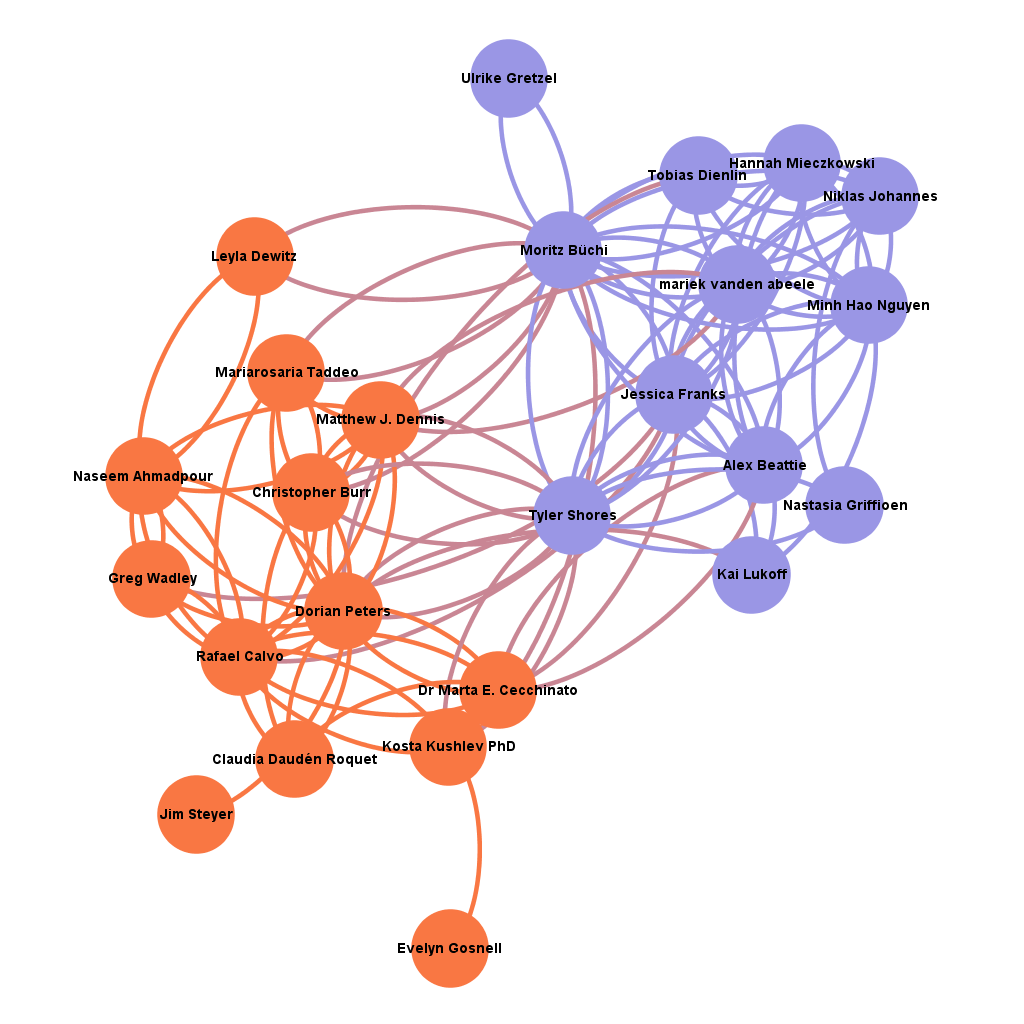 Ulrike Gretzel
Hannah Mieczkowski
Tobias Dienlin
Niklas Johannes
Moritz Büchi
Leyla Dewitz
mariek vanden abeele
Minh Hao Nguyen
Mariarosaria Taddeo
Jessica Franks
Matthew J. Dennis
Alex Beattie
Naseem Ahmadpour
Christopher Burr
Nastasia Griffioen
Tyler Shores
Kai Lukoff
Greg Wadley
Dorian Peters
Rafael Calvo
Dr Marta E. Cecchinato
Kosta Kushlev PhD
Claudia Daudén Roquet
Jim Steyer
Evelyn Gosnell